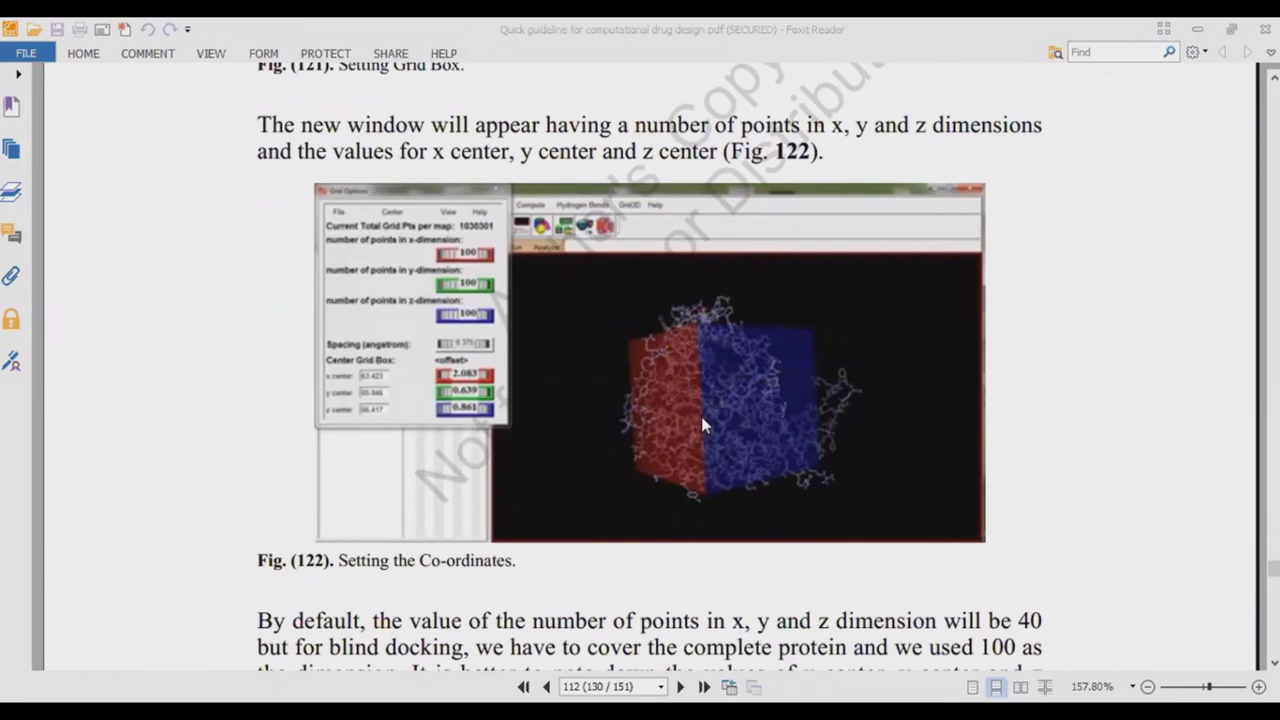 Quick guideline for computational drug design.pdf (SECURED) - Foxit Reader
FILE HOME COMMENT VIEW FORM PROTECT SHARE HELP Find
Fig. (121). Setting Grid Box.
The new window will appear having a number of points in x, y and z dimensions
and the values for x center, y center and z center (Fig. 122).
Grid Options
File Center View Help
Compute Hydrogen Bonds Grid3D Help
Analyze
Current Total Grid Pts per map: 1030301
number of points in x-dimension:
100
number of points in y-dimension:
100
number of points in z-dimension:
100
Spacing (angstrom): 0.375
Center Grid Box: <offset>
x center: 63.423 2.083
y center: 0.639
z center: 0.861
Fig. (122). Setting the Co-ordinates.
By default, the value of the number of points in x, y and z dimension will be 40
but for blind docking, we have to cover the complete protein and we used 100 as
112 (130 / 151) 157.80%